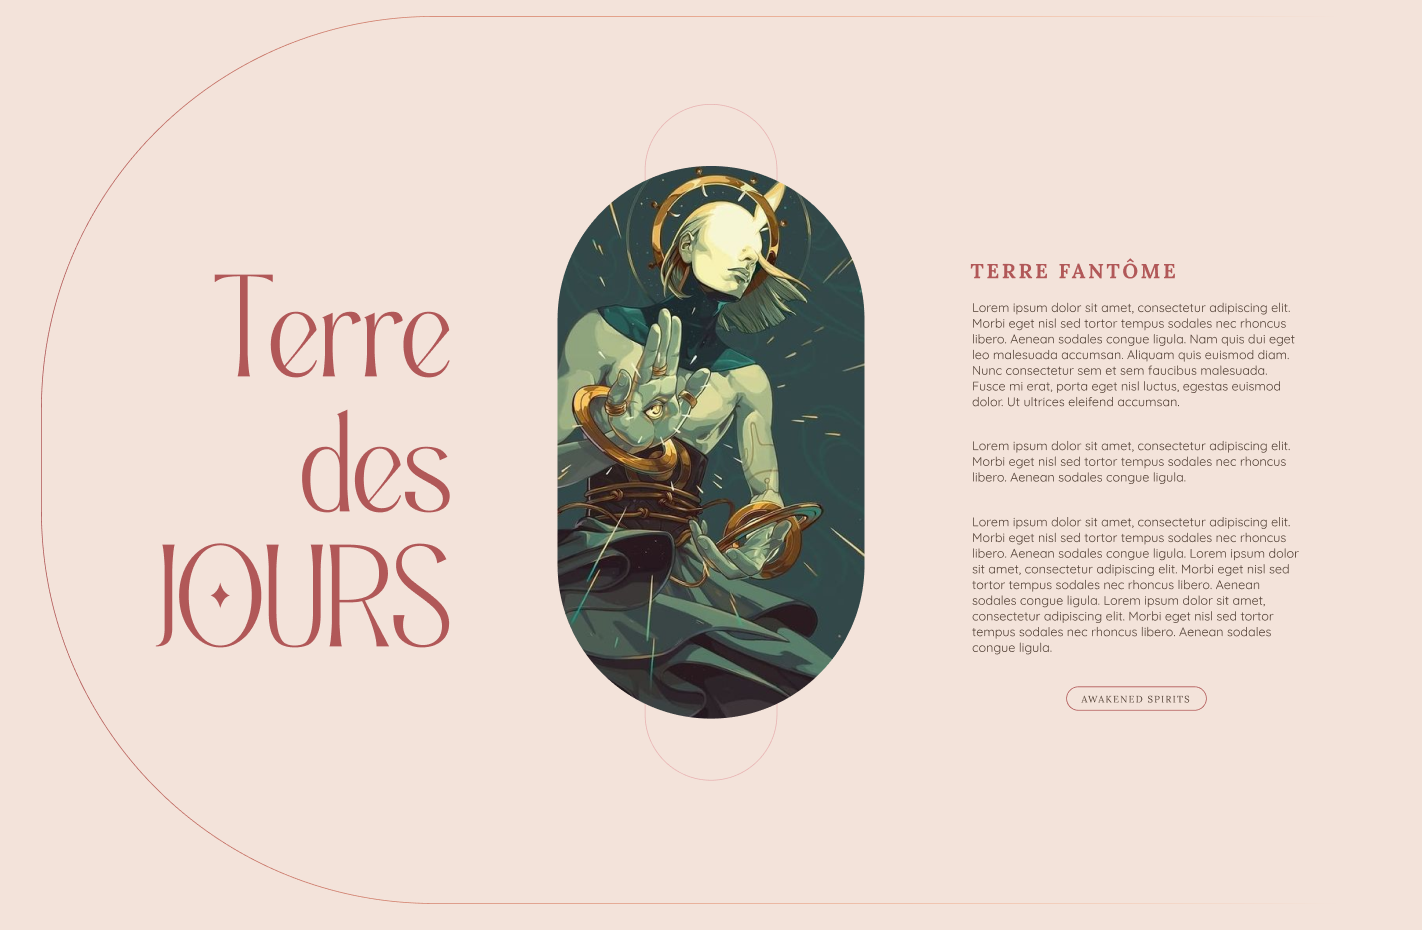 Terre
des
JOURS
TERRE FANTÔME
Lorem ipsum dolor sit amet, consectetur adipiscing elit.
Morbi eget nisl sed tortor tempus sodales nec rhoncus
libero. Aenean sodales congue ligula. Nam quis dui eget
leo malesuada accumsan. Aliquam quis euismod diam.
Nunc consectetur sem et sem faucibus malesuada.
Fusce mi erat, porta eget nisl luctus, egestas euismod
dolor. Ut ultrices eleifend accumsan.
Lorem ipsum dolor sit amet, consectetur adipiscing elit.
Morbi eget nisl sed tortor tempus sodales nec rhoncus
libero. Aenean sodales congue ligula.
Lorem ipsum dolor sit amet, consectetur adipiscing elit.
Morbi eget nisl sed tortor tempus sodales nec rhoncus
libero. Aenean sodales congue ligula. Lorem ipsum dolor
sit amet, consectetur adipiscing elit. Morbi eget nisl sed
tortor tempus sodales nec rhoncus libero. Aenean
sodales congue ligula. Lorem ipsum dolor sit amet,
consectetur adipiscing elit. Morbi eget nisl sed tortor
tempus sodales nec rhoncus libero. Aenean sodales
congue ligula.
AWAKENED SPIRITS